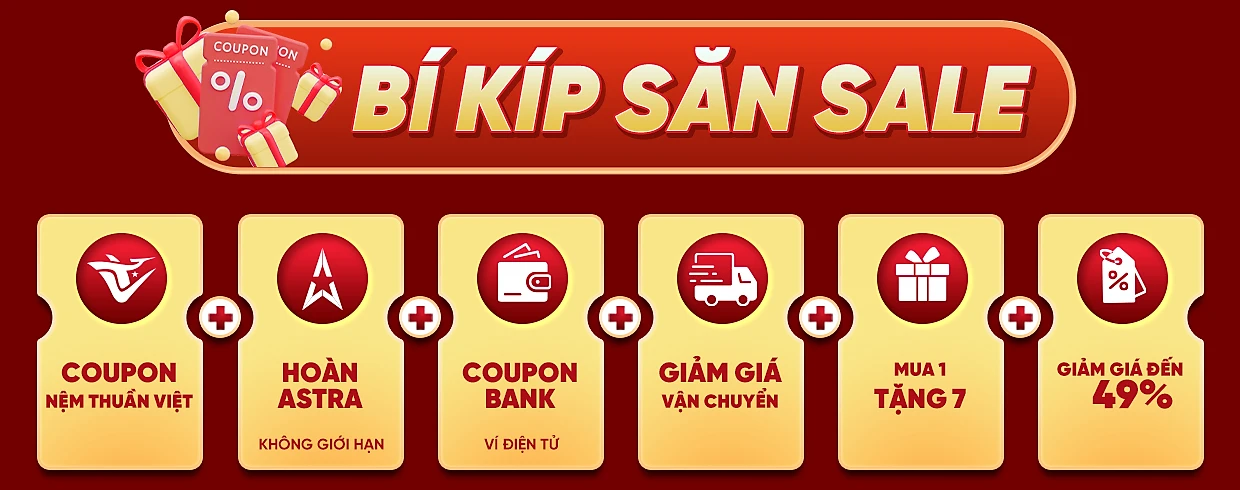 COUPON
ON
%
BÍ KÍP SĂN SALE
COUPON
NỆM THUẦN VIỆT
HOÀN
ASTRA
KHÔNG GIỚI HẠN
COUPON
BANK
VÍ ĐIỆN TỬ
GIẢM GIÁ
VẬN CHUYỂN
MUA 1
TẶNG 7
%
GIẢM GIÁ ĐẾN
49%